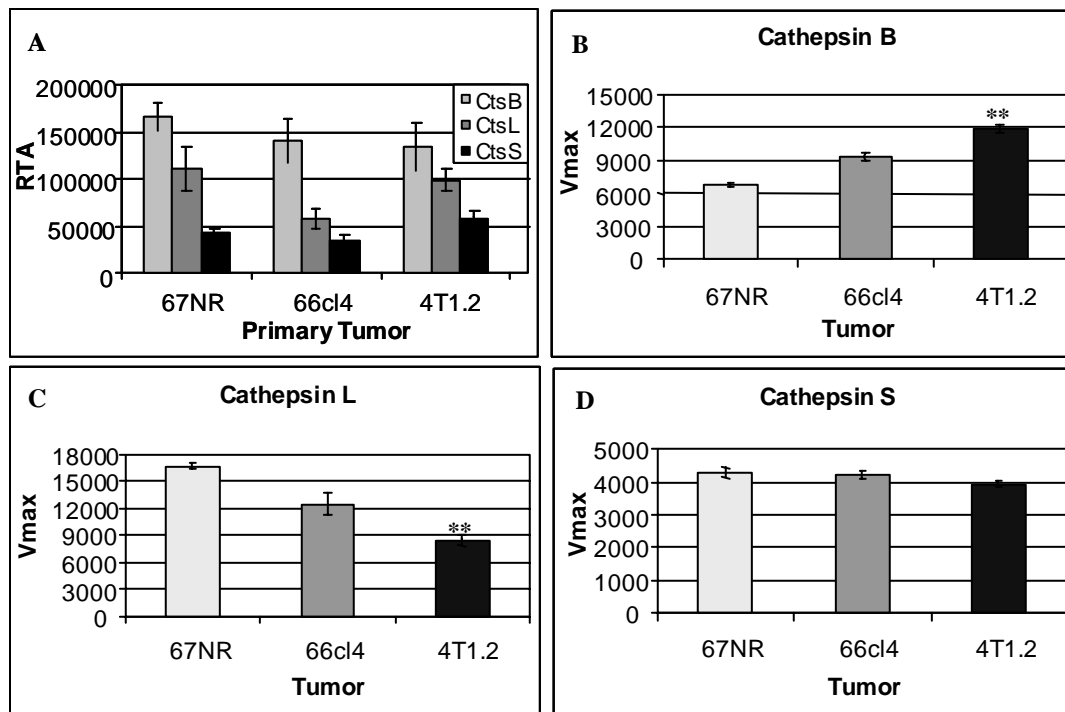 A
RTA
200000
150000
100000
50000
0
CtsB
CtsL
CtsS
67NR 66cl4 4T1.2
Primary Tumor
B
Cathepsin B
Vmax
15000
12000
9000
6000
3000
0
**
67NR 66cl4 4T1.2
Tumor
C
Cathepsin L
Vmax
18000
15000
12000
9000
6000
3000
0
**
67NR 66cl4 4T1.2
Tumor
D
Cathepsin S
Vmax
5000
4000
3000
2000
1000
0
67NR 66cl4 4T1.2
Tumor